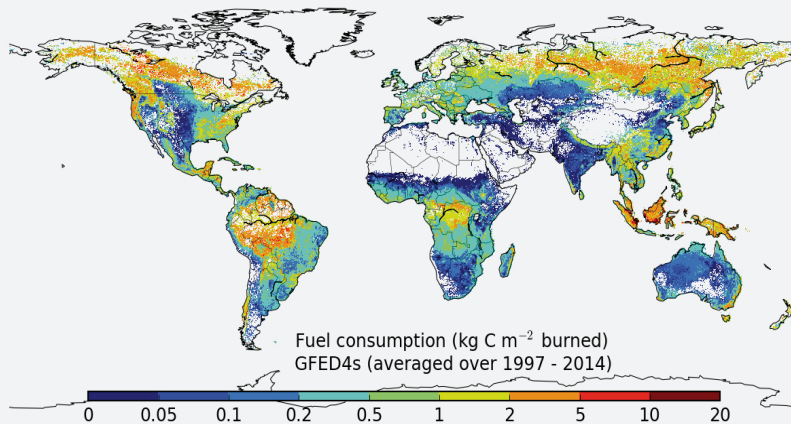 Fuel consumption (kg C m⁻² burned)
GFED4s (averaged over 1997 - 2014)
0 0.05 0.1 0.2 0.5 1 2 5 10 20